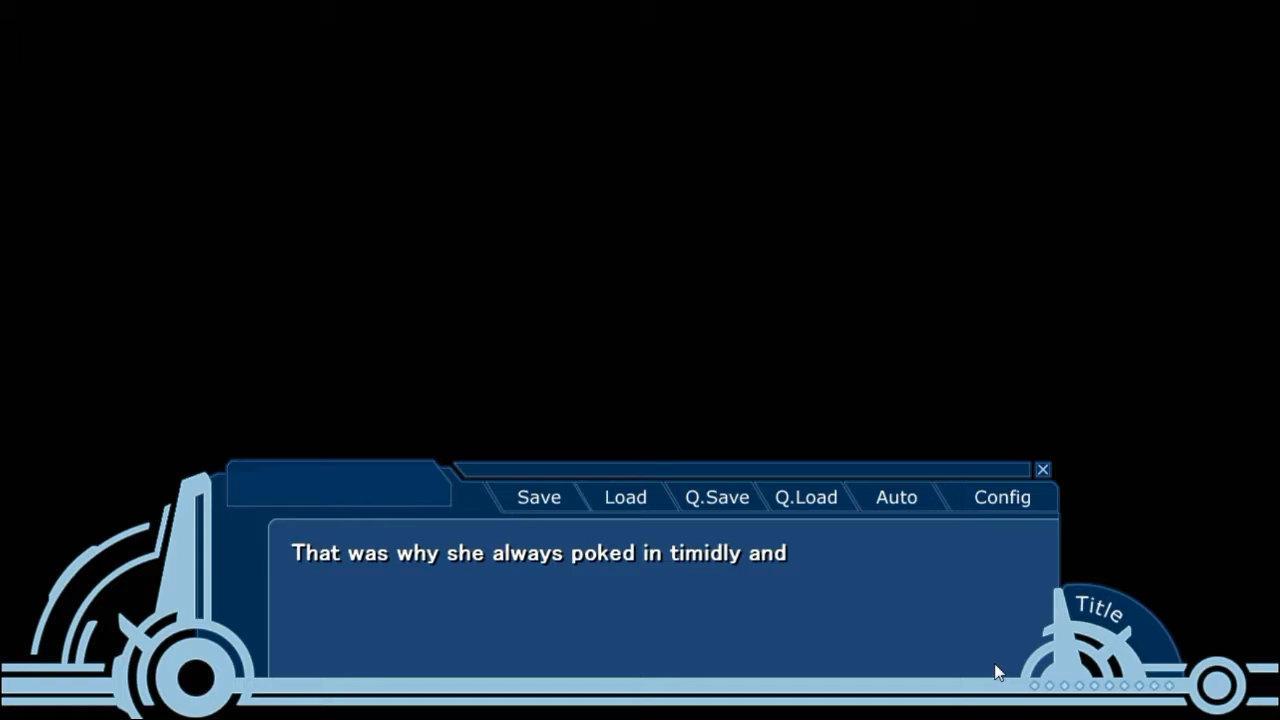 Save Load Q.Save Q.Load Auto Config
That was why she always poked in timidly and
Title